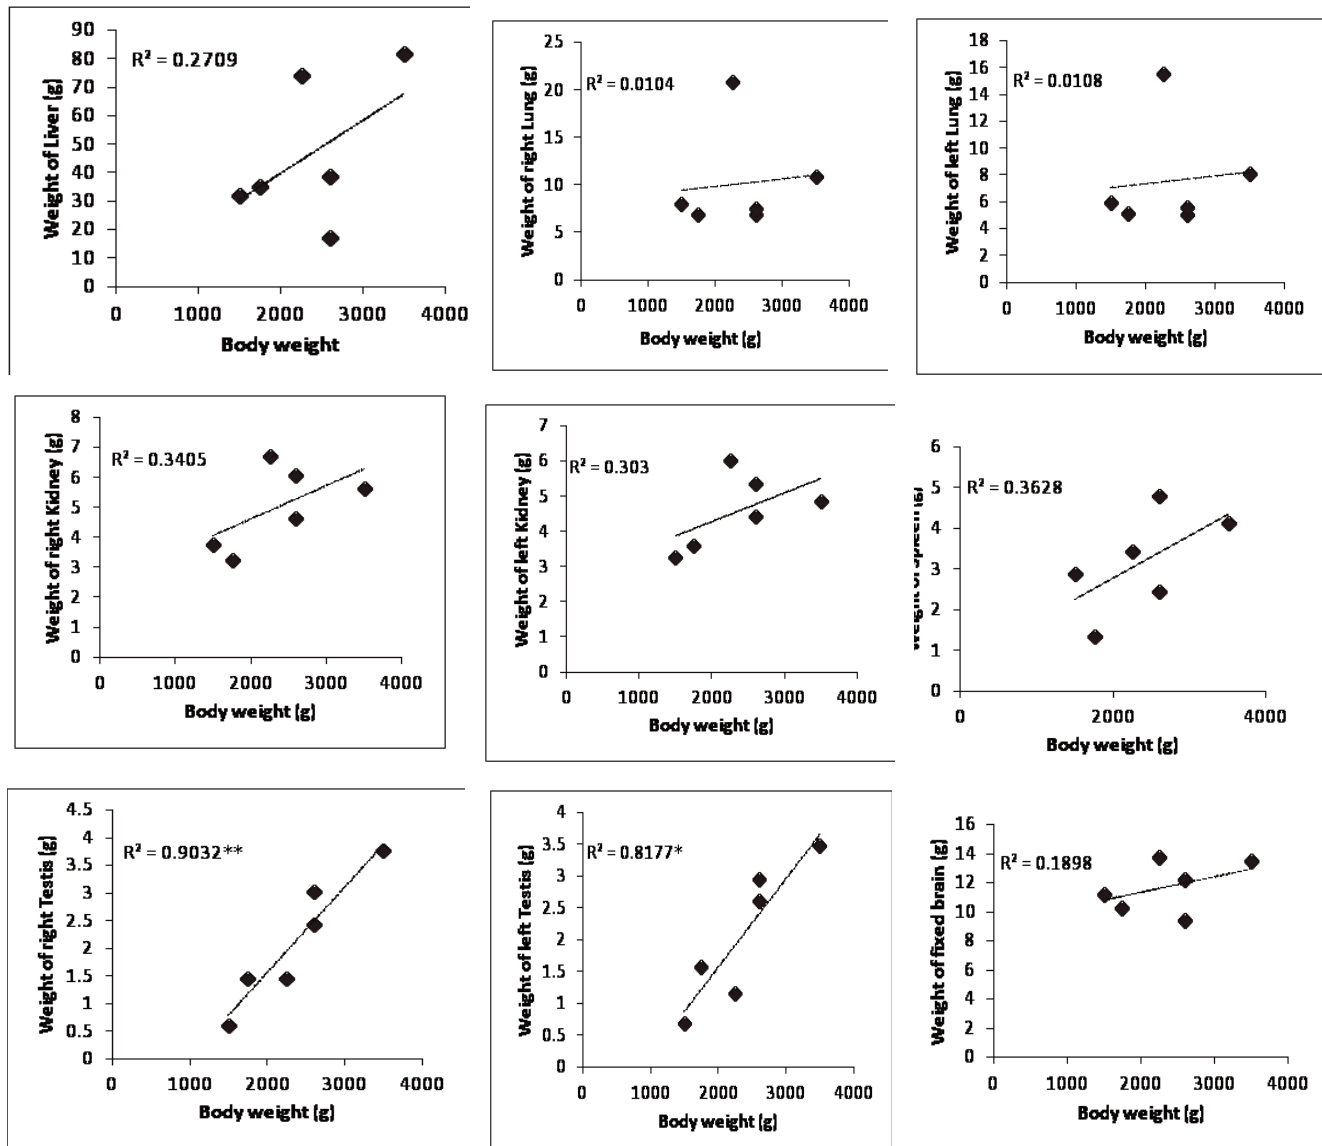 Weight of Liver (g)
90
80
70
60
50
40
30
20
10
0
R² = 0.2709
0 1000 2000 3000 4000
Body weight
Weight of right Lung (g)
25
20
15
10
5
0
R² = 0.0104
0 1000 2000 3000 4000
Body weight (g)
Weight of left Lung (g)
18
16
14
12
10
8
6
4
2
0
R² = 0.0108
0 1000 2000 3000 4000
Body weight (g)
Weight of right Kidney (g)
8
7
6
5
4
3
2
1
0
R² = 0.3405
0 1000 2000 3000 4000
Body weight (g)
Weight of left Kidney (g)
7
6
5
4
3
2
1
0
R² = 0.303
0 1000 2000 3000 4000
Body weight (g)
Weight of spleen (g)
6
5
4
3
2
1
0
R² = 0.3628
0 2000 4000
Body weight (g)
Weight of right Testis (g)
4.5
4
3.5
3
2.5
2
1.5
1
0.5
0
R² = 0.9032**
0 1000 2000 3000 4000
Body weight (g)
Weight of left Testis (g)
4
3.5
3
2.5
2
1.5
1
0.5
0
R² = 0.8177*
0 1000 2000 3000 4000
Body weight (g)
Weight of fixed brain (g)
16
14
12
10
8
6
4
2
0
R² = 0.1898
0 1000 2000 3000 4000
Body weight (g)